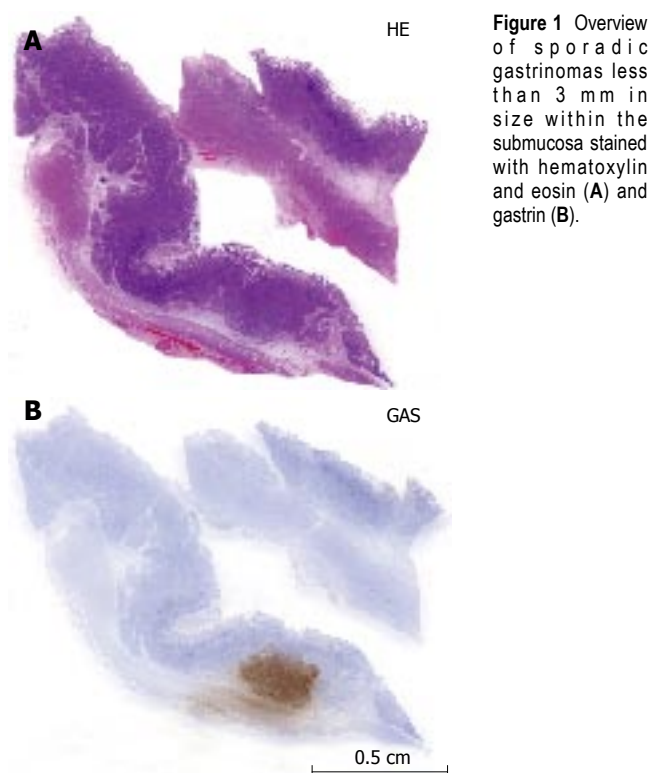 A
HE
Figure 1 Overview
of sporadic
gastrinomas less
than 3 mm in
size within the
submucosa stained
with hematoxylin
and eosin (A) and
gastrin (B).
B
GAS
0.5 cm